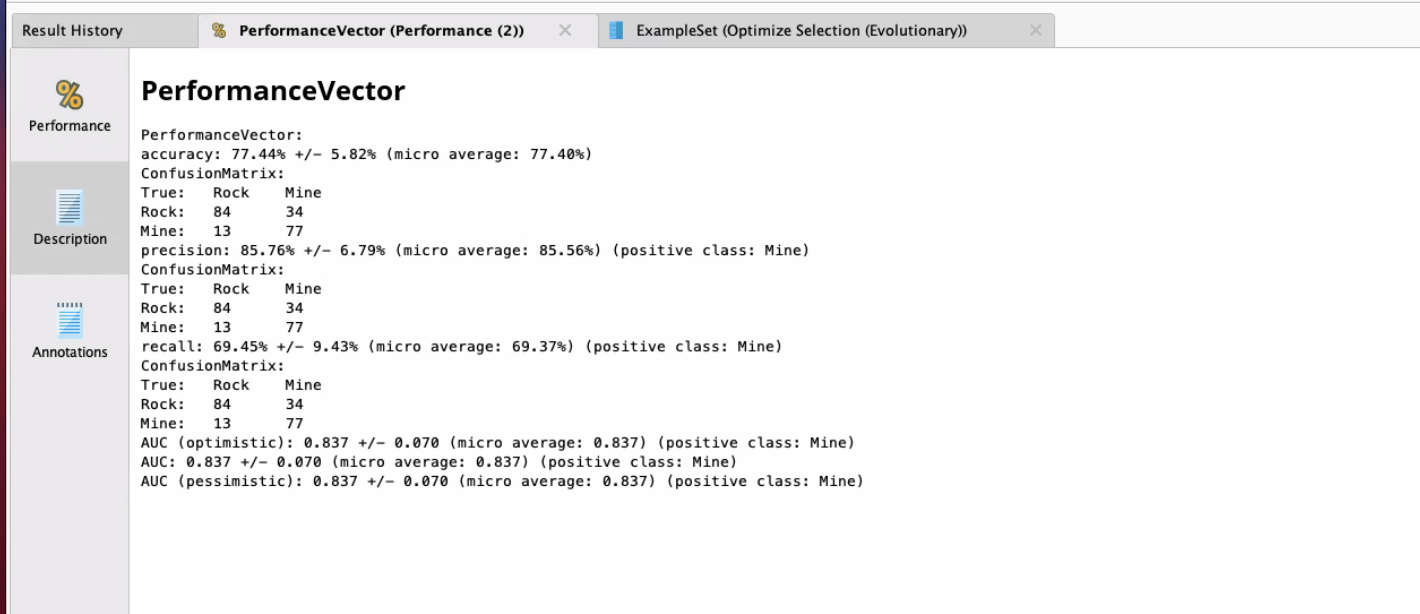 Result History
% PerformanceVector (Performance (2))
ExampleSet (Optimize Selection (Evolutionary))
%
Performance
Description
Annotations
PerformanceVector
PerformanceVector:
accuracy: 77.44% +/- 5.82% (micro average: 77.40%)
ConfusionMatrix:
True: Rock Mine
Rock: 84 34
Mine: 13 77
precision: 85.76% +/- 6.79% (micro average: 85.56%) (positive class: Mine)
ConfusionMatrix:
True: Rock Mine
Rock: 84 34
Mine: 13 77
recall: 69.45% +/- 9.43% (micro average: 69.37%) (positive class: Mine)
ConfusionMatrix:
True: Rock Mine
Rock: 84 34
Mine: 13 77
AUC (optimistic): 0.837 +/- 0.070 (micro average: 0.837) (positive class: Mine)
AUC: 0.837 +/- 0.070 (micro average: 0.837) (positive class: Mine)
AUC (pessimistic): 0.837 +/- 0.070 (micro average: 0.837) (positive class: Mine)